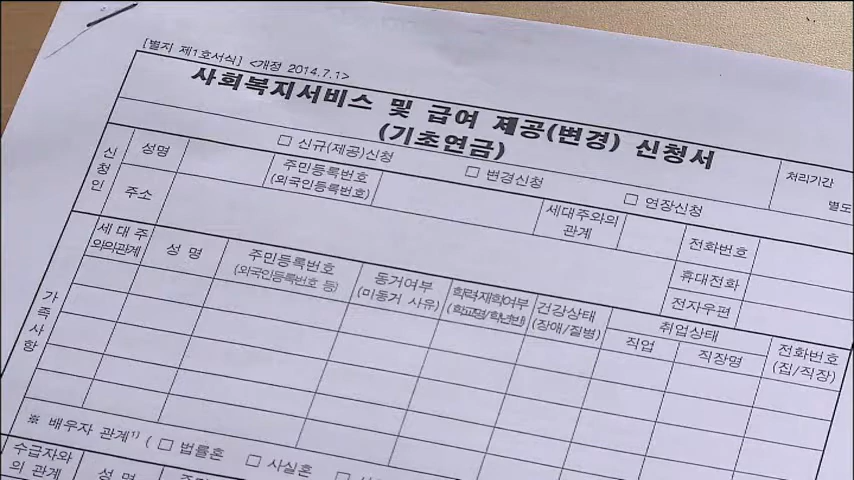 [별지 제1호서식] <개정 2014.7.1>
사회복지서비스 및 급여 제공(변경) 신청서
(기초연금)
□ 신규(제공)신청 □ 변경신청 □ 연장신청
처리기간
별도
신청인
성명
주민등록번호
(외국인등록번호)
세대주와의
관계
주소
전화번호
휴대전화
전자우편
가족사항
세 대 주
와의관계
성 명
주민등록번호
(외국인등록번호 등)
동거여부
(미동거 사유)
학력·재학여부
(학교명/학년반)
건강상태
(장애/질병)
취업상태
직업
직장명
전화번호
(집/직장)
※ 배우자 관계1) ( □ 법률혼 □ 사실혼 □
수급자와
의 관계
성 명